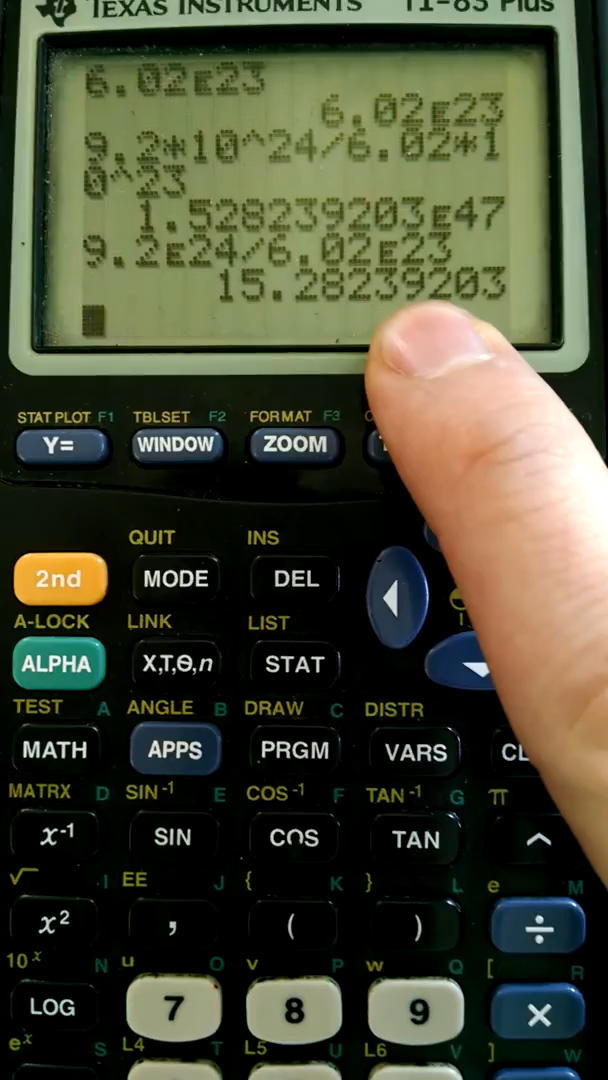 TEXAS INSTRUMENTS TI-83 Plus
6.02E23
6.02E23
9.2*10^24/6.02*1
0^23
1.528239203E47
9.2E24/6.02E23
15.28239203
STAT PLOT F1 TBLSET F2 FORMAT F3
Y= WINDOW ZOOM
QUIT INS
2nd MODE DEL
A-LOCK LINK LIST
ALPHA X,T,Θ,n STAT
TEST A ANGLE B DRAW C DISTR
MATH APPS PRGM VARS CL
MATRX D SIN⁻¹ E COS⁻¹ F TAN⁻¹ G π
x⁻¹ SIN COS TAN ^
√ I EE J { K } L e M
x² , ( ) ÷
10ˣ N u O v P w Q [ R
LOG 7 8 9 ×
eˣ S L4 T L5 U L6 V ] W